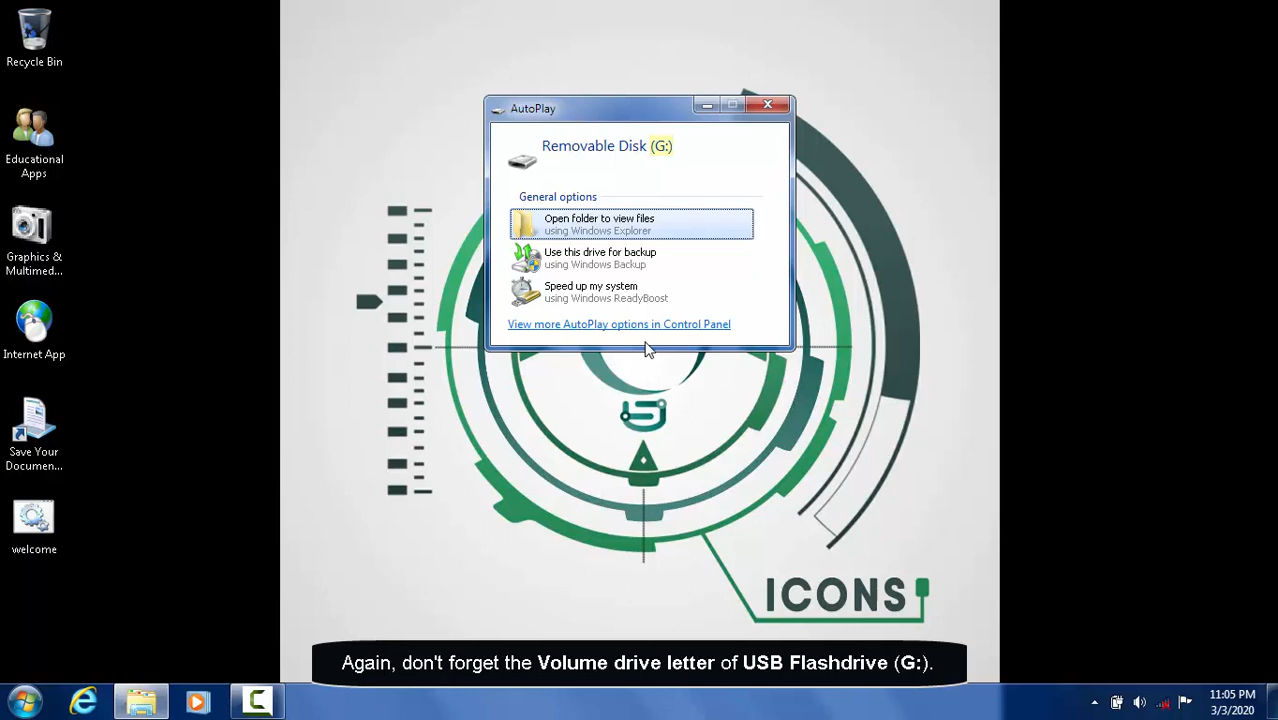 Recycle Bin
Educational
Apps
Graphics &
Multimed...
Internet App
Save Your
Documen...
welcome
AutoPlay
Removable Disk (G:)
General options
Open folder to view files
using Windows Explorer
Use this drive for backup
using Windows Backup
Speed up my system
using Windows ReadyBoost
View more AutoPlay options in Control Panel
ICONS
Again, don't forget the Volume drive letter of USB Flashdrive (G:).
11:05 PM
3/3/2020